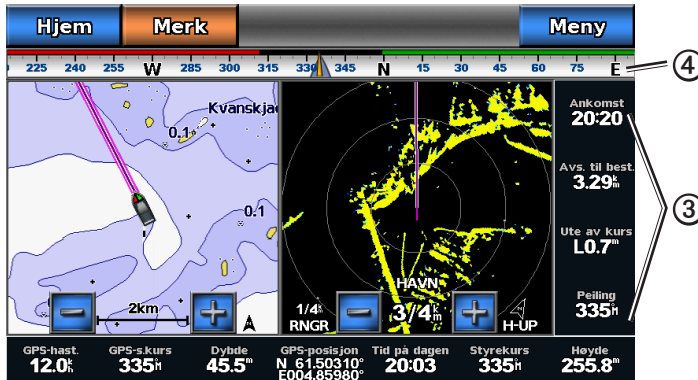 Hjem Merk Meny
225 240 255 W 285 300 315 330 345 N 15 30 45 60 75 E
④
Kvanskjae
0.1
0.1
2km
HAVN
1/4
RNGR
3/4 km
H-UP
Ankomst
20:20
Avs. til best.
3.29 km
Ute av kurs
L0.7 m
Peiling
335° M
③
GPS-hast. GPS-s.kurs Dybde GPS-posisjon Tid på dagen Styrekurs Høyde
12.0 335° M 45.5 m N 61.50310° 20:03 335° M 255.8 m
E004.85980°